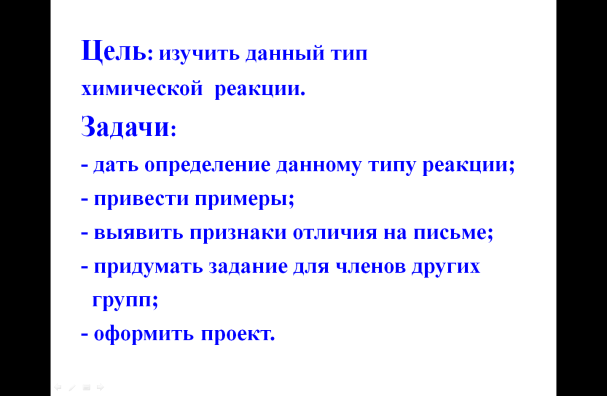 Цель: изучить данный тип
химической реакции.
Задачи:
- дать определение данному типу реакции;
- привести примеры;
- выявить признаки отличия на письме;
- придумать задание для членов других
групп;
- оформить проект.